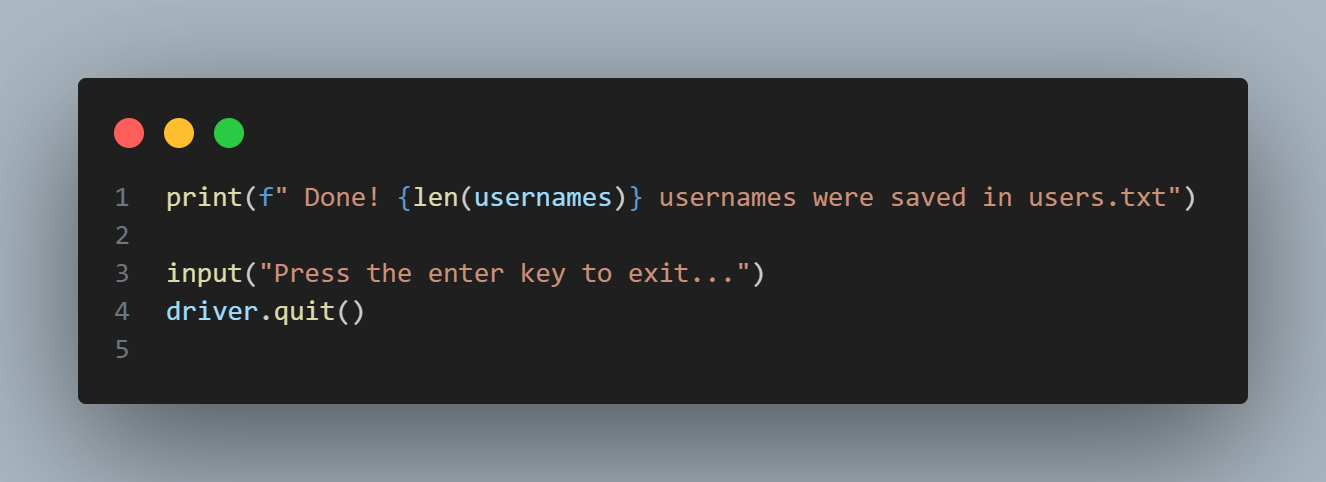 1 print(f" Done! {len(usernames)} usernames were saved in users.txt")
2
3 input("Press the enter key to exit...")
4 driver.quit()
5